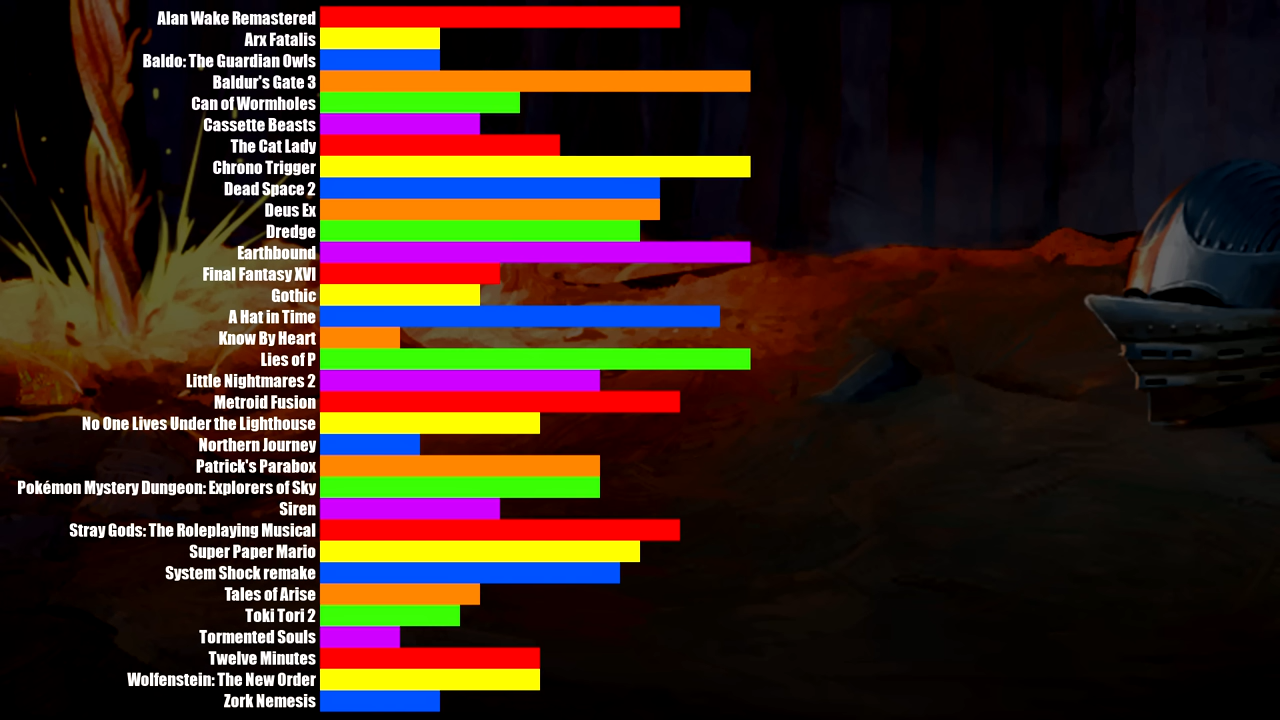 Alan Wake Remastered
Arx Fatalis
Baldo: The Guardian Owls
Baldur's Gate 3
Can of Wormholes
Cassette Beasts
The Cat Lady
Chrono Trigger
Dead Space 2
Deus Ex
Dredge
Earthbound
Final Fantasy XVI
Gothic
A Hat in Time
Know By Heart
Lies of P
Little Nightmares 2
Metroid Fusion
No One Lives Under the Lighthouse
Northern Journey
Patrick's Parabox
Pokémon Mystery Dungeon: Explorers of Sky
Siren
Stray Gods: The Roleplaying Musical
Super Paper Mario
System Shock remake
Tales of Arise
Toki Tori 2
Tormented Souls
Twelve Minutes
Wolfenstein: The New Order
Zork Nemesis